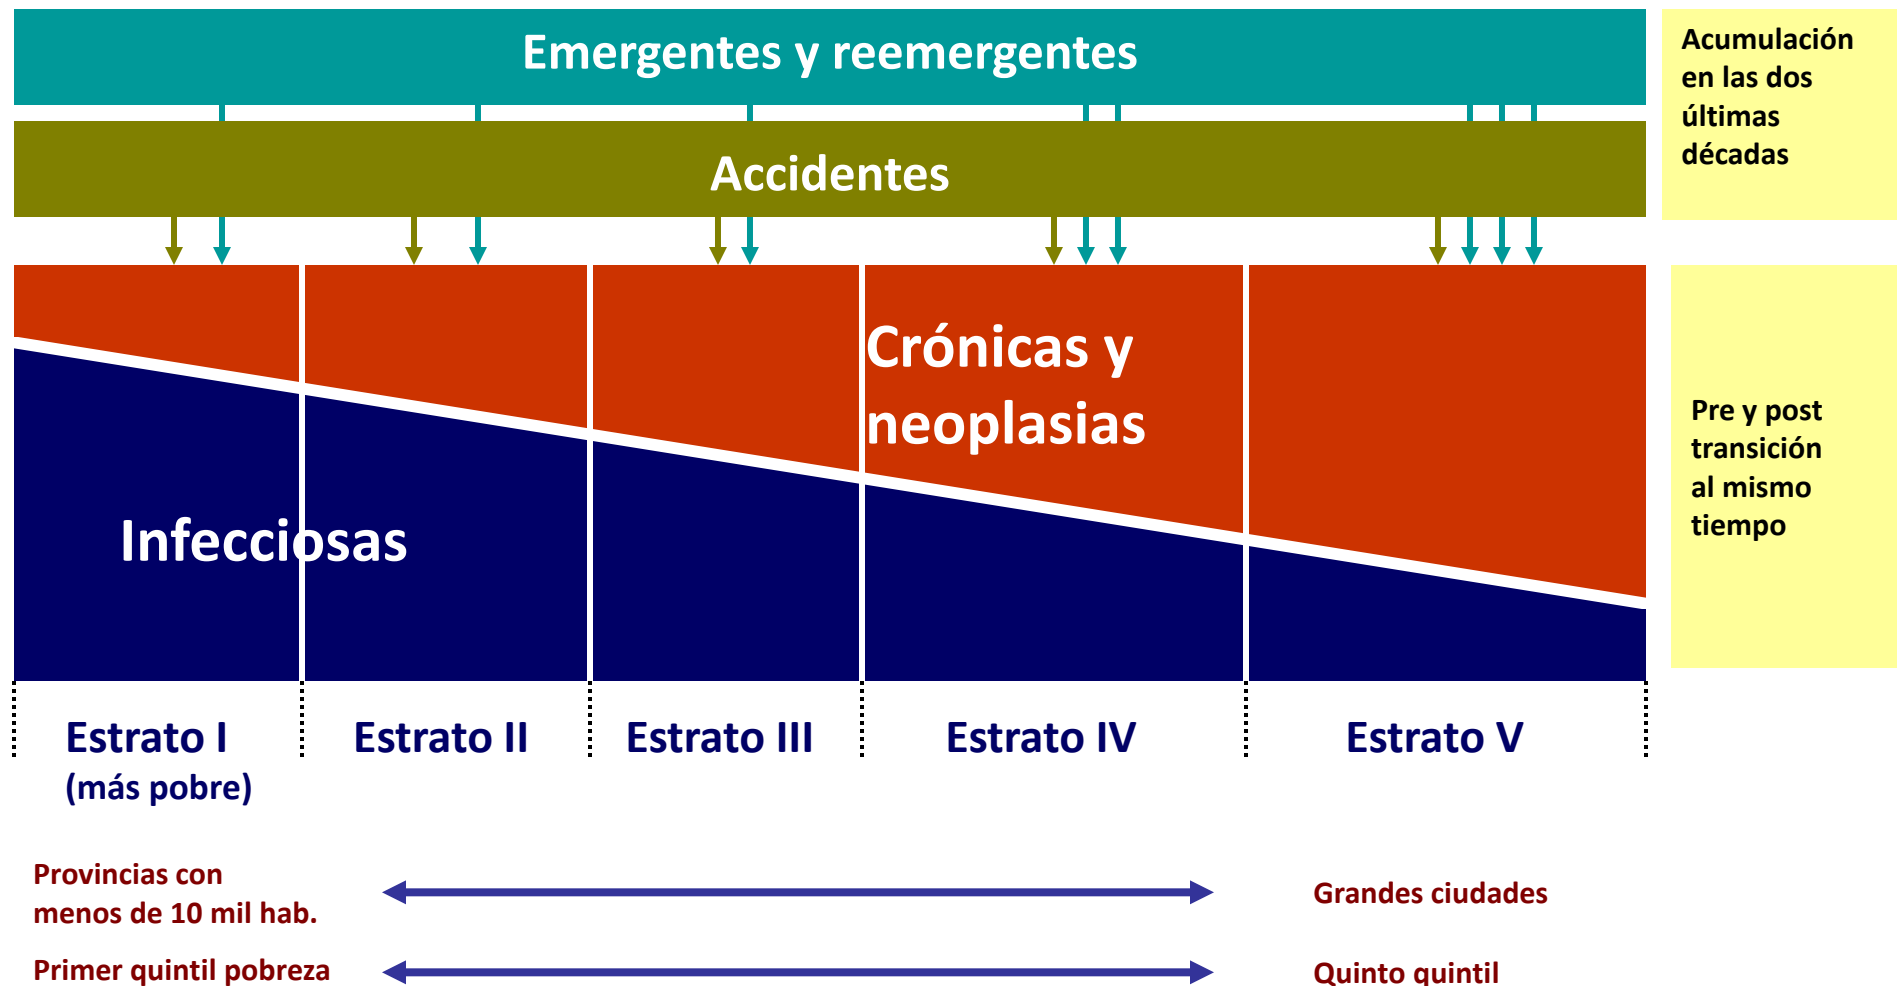 Emergentes y reemergentes
Acumulación
en las dos
últimas
décadas
Accidentes
Crónicas y
neoplasias
Pre y post
transición
al mismo
tiempo
Infecciosas
Estrato I
(más pobre)
Estrato II
Estrato III
Estrato IV
Estrato V
Provincias con
menos de 10 mil hab.
Grandes ciudades
Primer quintil pobreza
Quinto quintil